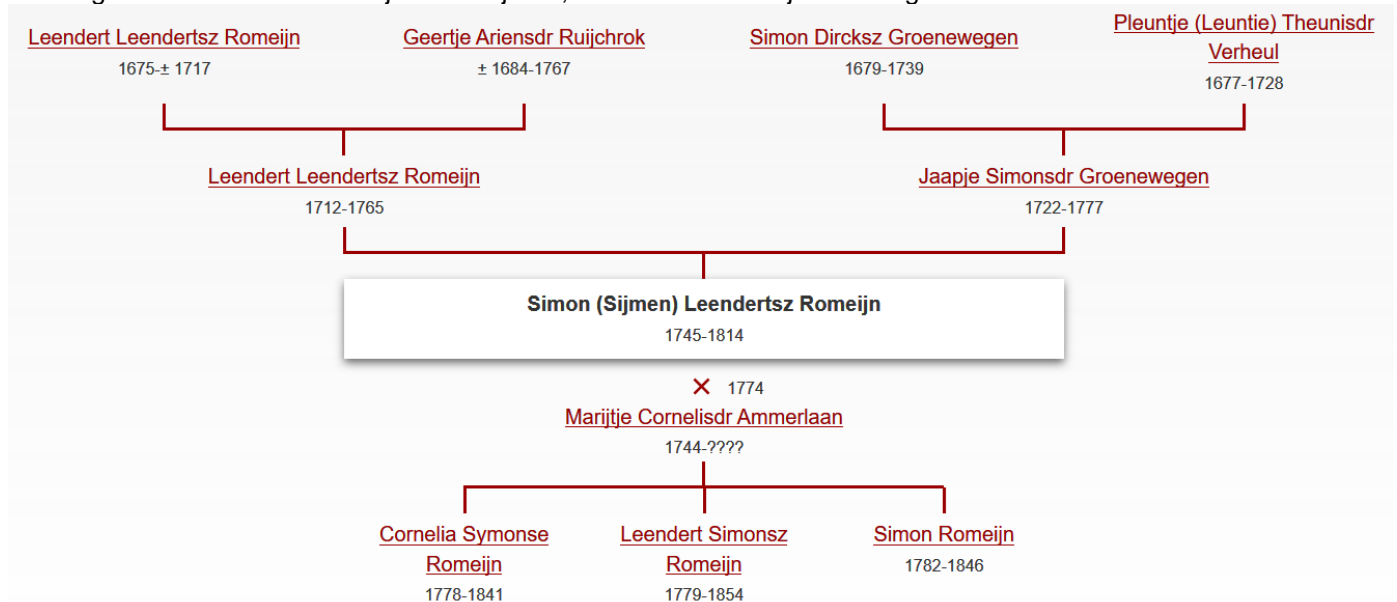 Leendert Leendertsz Romeijn
1675-± 1717
Geertje Ariensdr Ruijchrok
± 1684-1767
Simon Dircksz Groenewegen
1679-1739
Pleuntje (Leuntie) Theunisdr
Verheul
1677-1728
Leendert Leendertsz Romeijn
1712-1765
Jaapje Simonsdr Groenewegen
1722-1777
Simon (Sijmen) Leendertsz Romeijn
1745-1814
× 1774
Marijtje Cornelisdr Ammerlaan
1744-????
Cornelia Symonse
Romeijn
1778-1841
Leendert Simonsz
Romeijn
1779-1854
Simon Romeijn
1782-1846